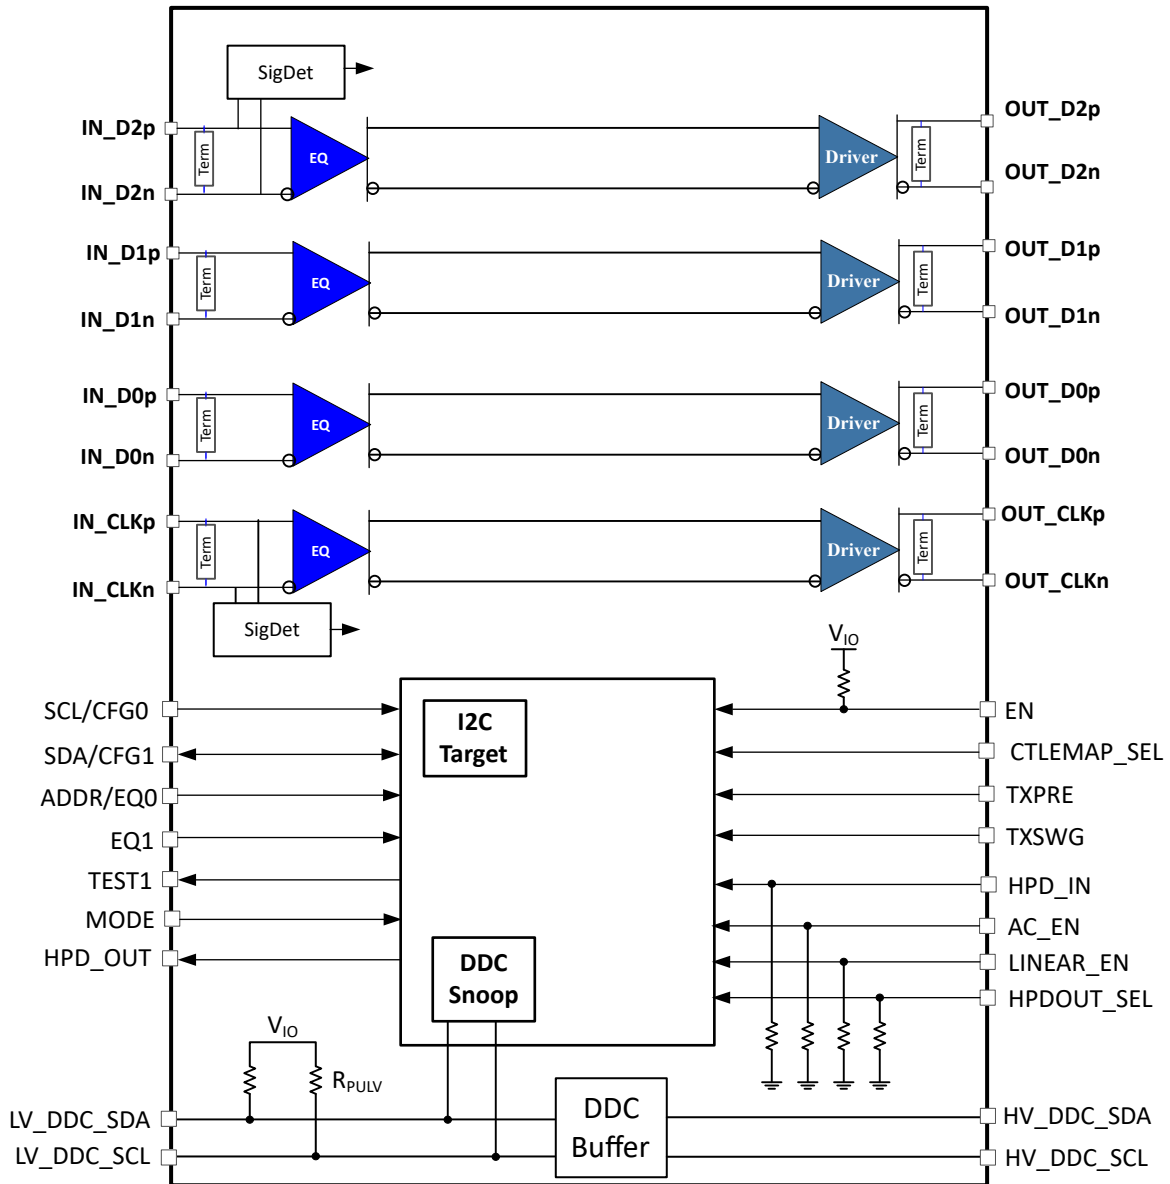 SigDet
IN_D2p
Term
IN_D2n
EQ
Driver
Term
OUT_D2p
OUT_D2n
IN_D1p
Term
IN_D1n
EQ
Driver
Term
OUT_D1p
OUT_D1n
IN_D0p
Term
IN_D0n
EQ
Driver
Term
OUT_D0p
OUT_D0n
IN_CLKp
Term
IN_CLKn
EQ
Driver
Term
OUT_CLKp
OUT_CLKn
SigDet
VIO
SCL/CFG0
SDA/CFG1
ADDR/EQ0
EQ1
TEST1
MODE
HPD_OUT
I2C
Target
DDC
Snoop
EN
CTLEMAP_SEL
TXPRE
TXSWG
HPD_IN
AC_EN
LINEAR_EN
HPDOUT_SEL
VIO
RPULV
LV_DDC_SDA
LV_DDC_SCL
DDC
Buffer
HV_DDC_SDA
HV_DDC_SCL